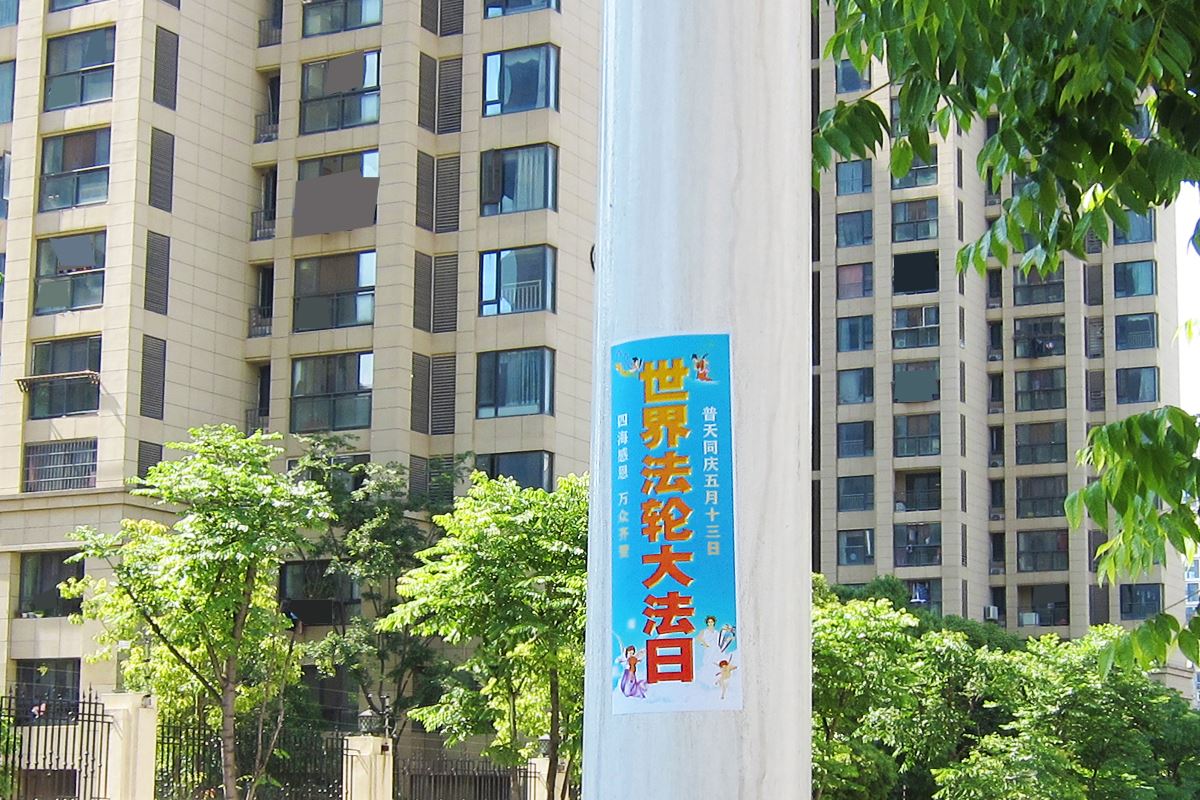 普天同庆五月十三日
世界法轮大法日
四海感恩 万众齐贺